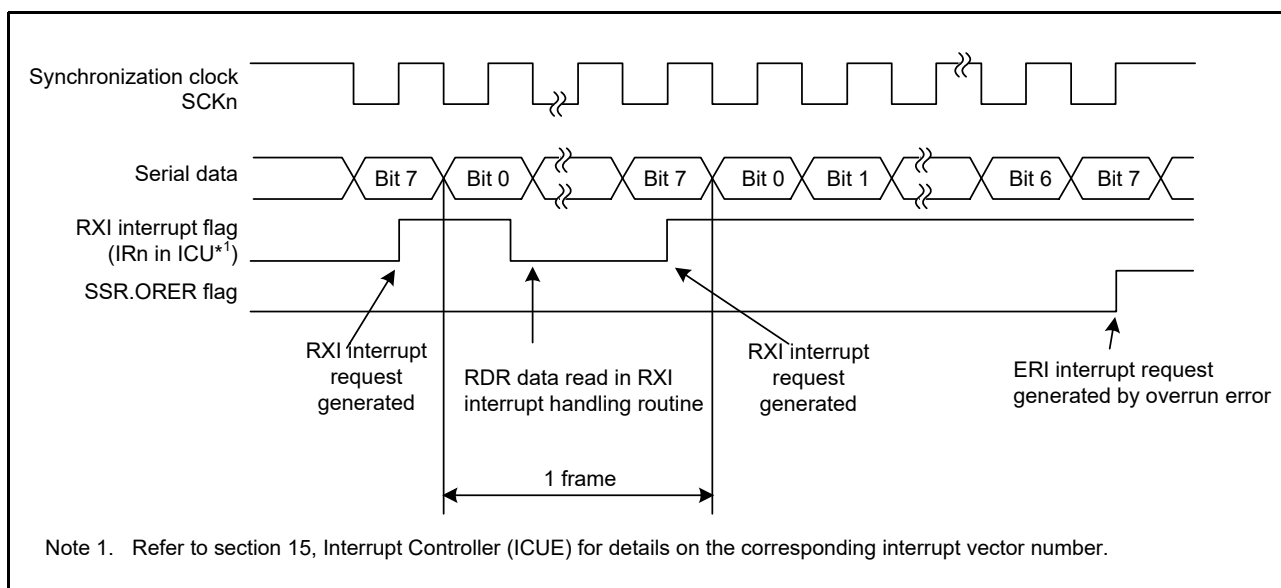 Synchronization clock
SCKn
Serial data
Bit 7
Bit 0
Bit 7
Bit 0
Bit 1
Bit 6
Bit 7
RXI interrupt flag
(IRn in ICU*1)
SSR.ORER flag
RXI interrupt
request
generated
RDR data read in RXI
interrupt handling routine
RXI interrupt
request
generated
ERI interrupt request
generated by overrun error
1 frame
Note 1. Refer to section 15, Interrupt Controller (ICUE) for details on the corresponding interrupt vector number.